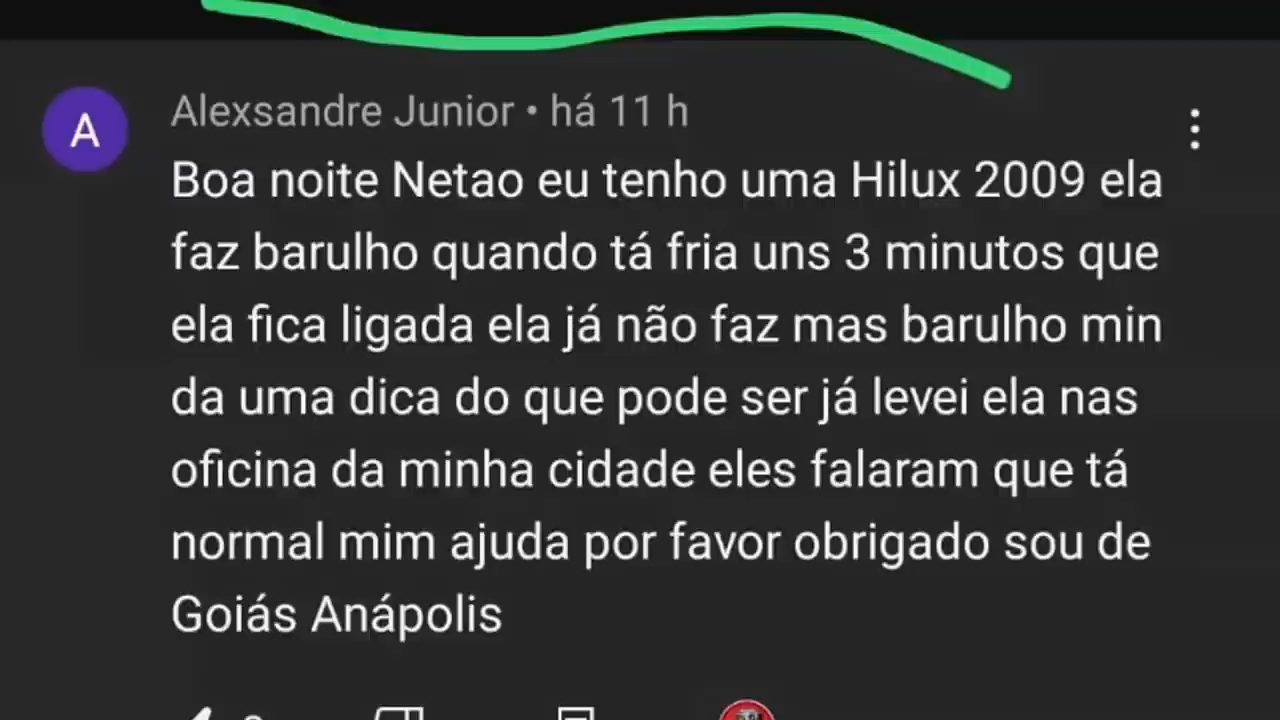 A
Alexsandre Junior • há 11 h
Boa noite Netao eu tenho uma Hilux 2009 ela
faz barulho quando tá fria uns 3 minutos que
ela fica ligada ela já não faz mas barulho min
da uma dica do que pode ser já levei ela nas
oficina da minha cidade eles falaram que tá
normal mim ajuda por favor obrigado sou de
Goiás Anápolis